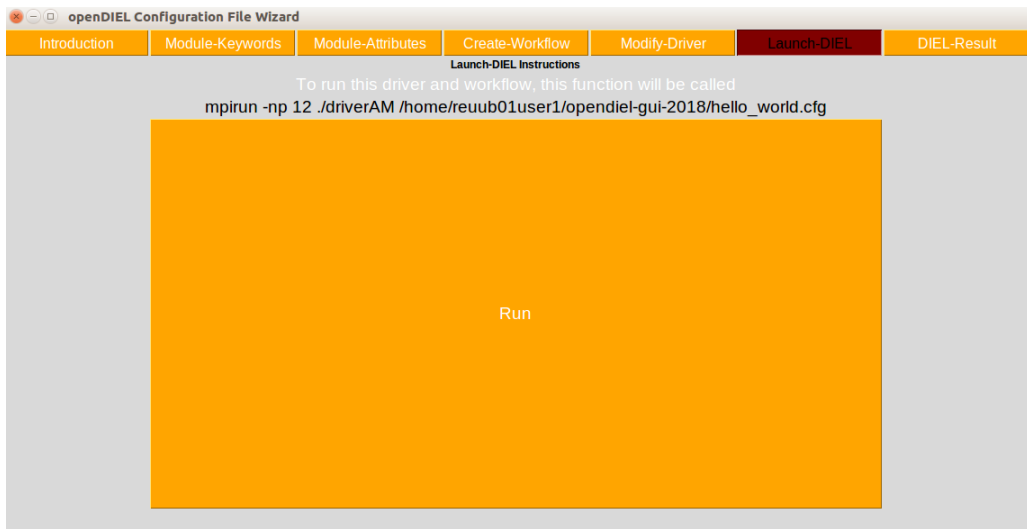 openDIEL Configuration File Wizard
Introduction Module-Keywords Module-Attributes Create-Workflow Modify-Driver Launch-DIEL DIEL-Result
Launch-DIEL Instructions
To run this driver and workflow, this function will be called
mpirun -np 12 ./driverAM /home/reuub01user1/opendiel-gui-2018/hello_world.cfg
Run